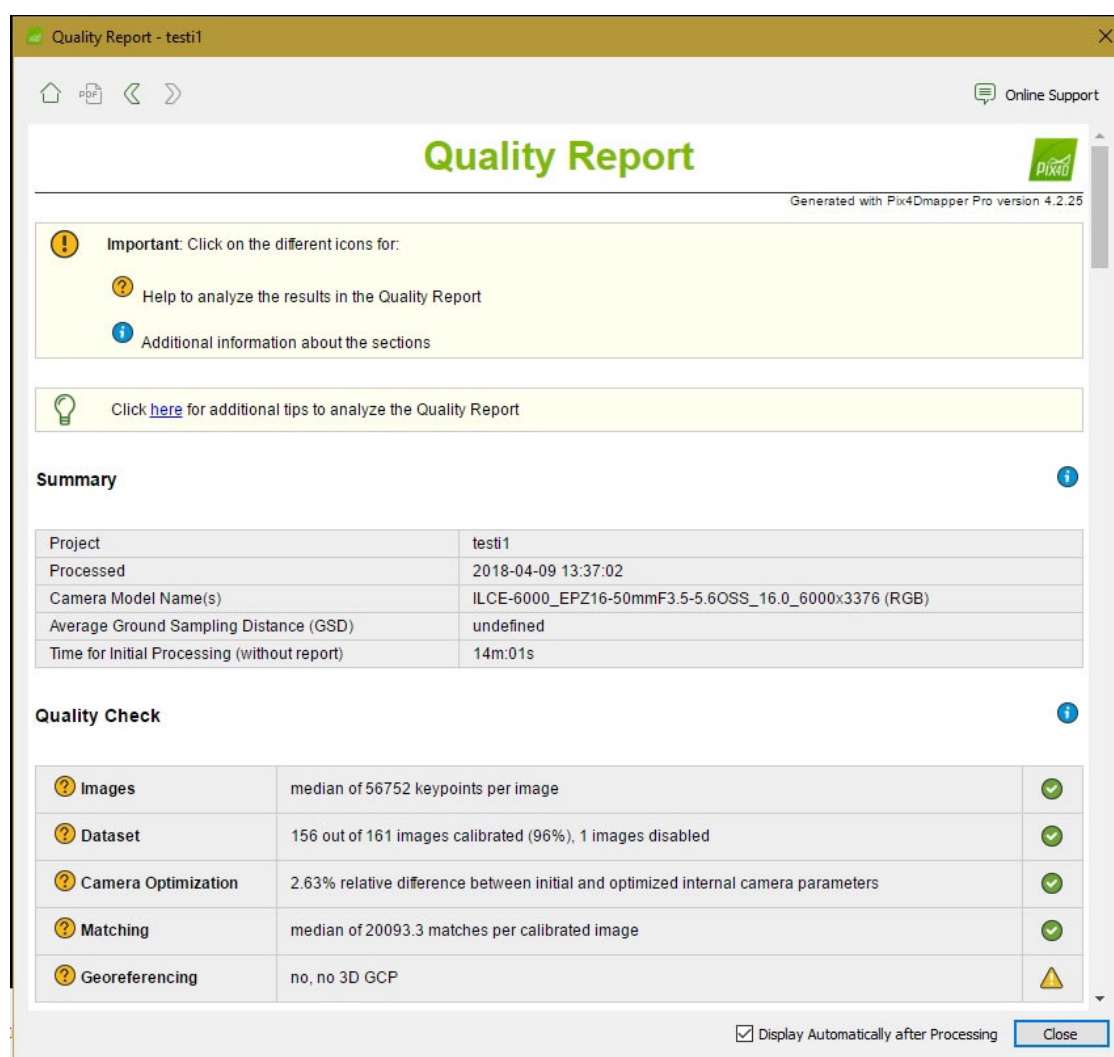 Quality Report - testi1
PDF
Online Support
Quality Report
PIX4D
Generated with Pix4Dmapper Pro version 4.2.25
Important: Click on the different icons for:
Help to analyze the results in the Quality Report
Additional information about the sections
Click here for additional tips to analyze the Quality Report
Summary
Project testi1
Processed 2018-04-09 13:37:02
Camera Model Name(s) ILCE-6000_EPZ16-50mmF3.5-5.6OSS_16.0_6000x3376 (RGB)
Average Ground Sampling Distance (GSD) undefined
Time for Initial Processing (without report) 14m:01s
Quality Check
Images median of 56752 keypoints per image
Dataset 156 out of 161 images calibrated (96%), 1 images disabled
Camera Optimization 2.63% relative difference between initial and optimized internal camera parameters
Matching median of 20093.3 matches per calibrated image
Georeferencing no, no 3D GCP
Display Automatically after Processing Close